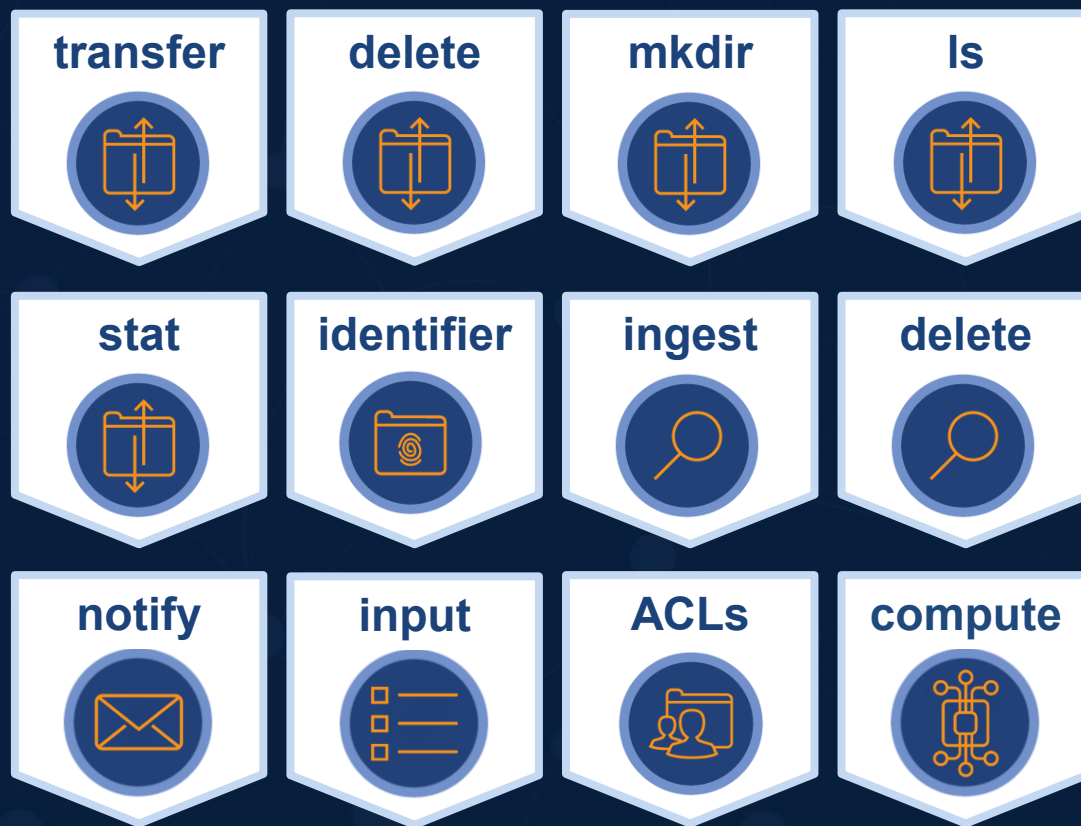 transfer
delete
mkdir
ls
stat
identifier
ingest
delete
notify
input
ACLs
compute